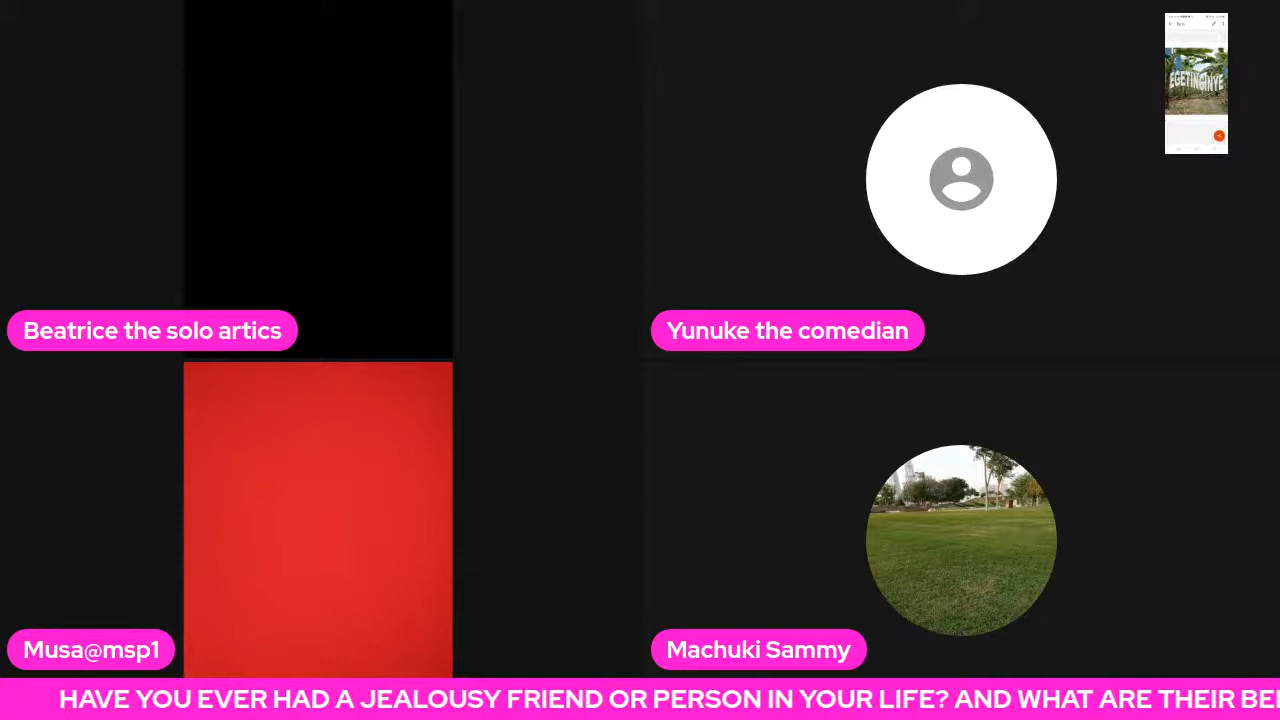 EGETINGINYE
Beatrice the solo artics
Yunuke the comedian
Musa@msp1
Machuki Sammy
HAVE YOU EVER HAD A JEALOUSY FRIEND OR PERSON IN YOUR LIFE? AND WHAT ARE THEIR